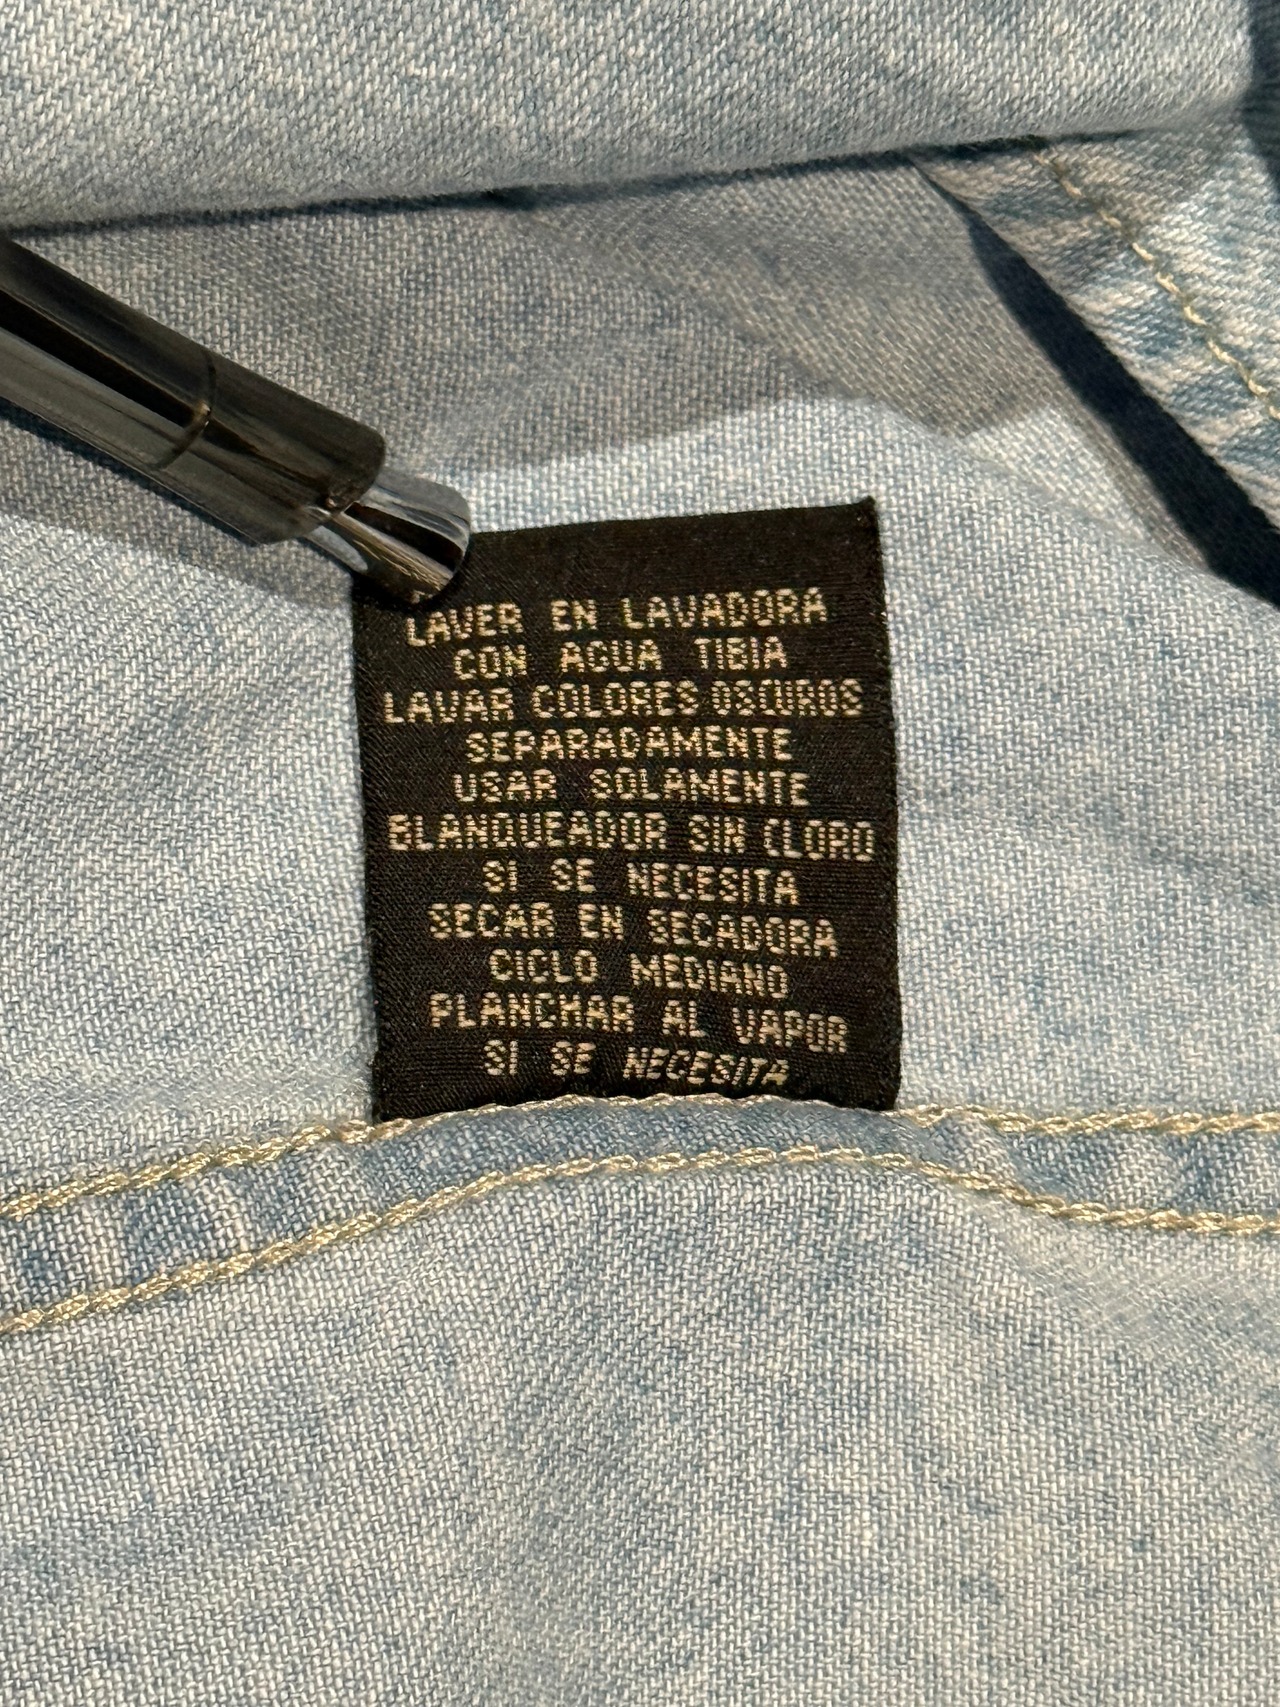 LAVER EN LAVADORA
CON AGUA TIBIA
LAVAR COLORES OSCUROS
SEPARADAMENTE
USAR SOLAMENTE
BLANQUEADOR SIN CLORO
SI SE NECESITA
SECAR EN SECADORA
CICLO MEDIANO
PLANCHAR AL VAPOR
SI SE NECESITA